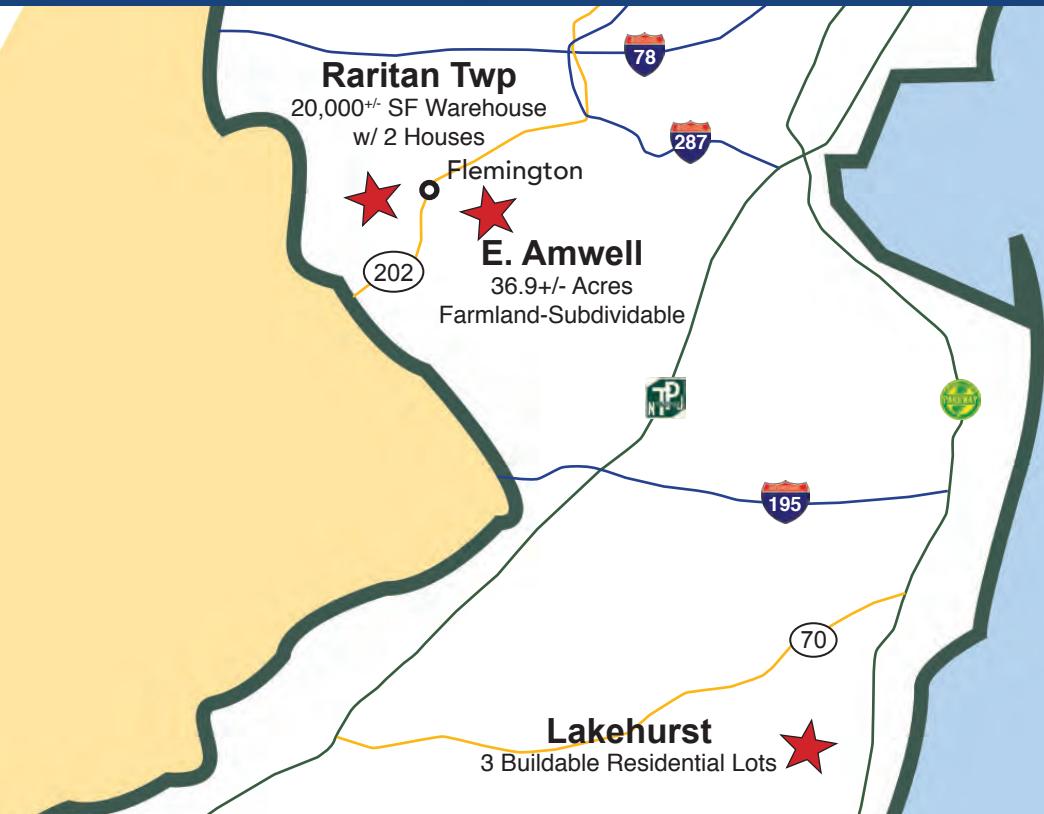 78
Raritan Twp
20,000+/- SF Warehouse
w/ 2 Houses
287
Flemington
E. Amwell
202
36.9+/- Acres
Farmland-Subdividable
N TP J
PARKWAY
195
70
Lakehurst
3 Buildable Residential Lots